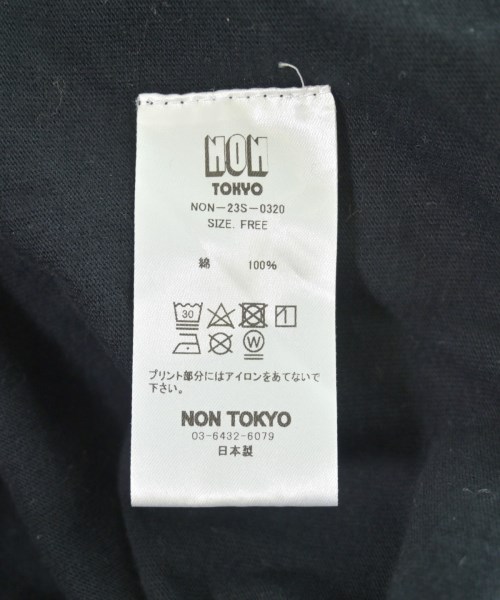 NON
TOKYO
NON-23S-0320
SIZE. FREE
綿 100%
30
W
プリント部分にはアイロンをあてないで
下さい。
NON TOKYO
03-6432-6079
日本製